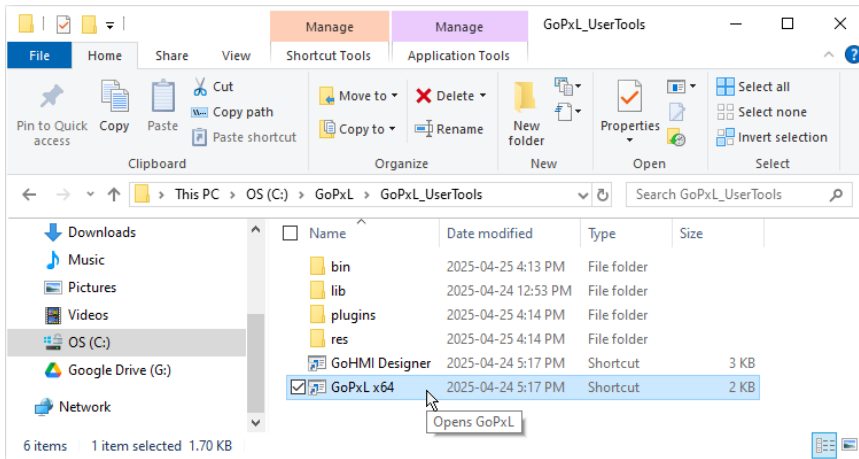 Manage Manage GoPxL_UserTools
File Home Share View Shortcut Tools Application Tools
Pin to Quick access
Copy
Paste
Cut
Copy path
Paste shortcut
Move to
Copy to
Delete
Rename
New folder
Properties
Select all
Select none
Invert selection
Clipboard Organize New Open Select
This PC > OS (C:) > GoPxL > GoPxL_UserTools Search GoPxL_UserTools
Downloads
Music
Pictures
Videos
OS (C:)
Google Drive (G:)
Network
Name Date modified Type Size
bin 2025-04-25 4:13 PM File folder
lib 2025-04-24 12:53 PM File folder
plugins 2025-04-25 4:14 PM File folder
res 2025-04-25 4:14 PM File folder
GoHMI Designer 2025-04-24 5:17 PM Shortcut 3 KB
GoPxL x64 2025-04-24 5:17 PM Shortcut 2 KB
Opens GoPxL
6 items 1 item selected 1.70 KB